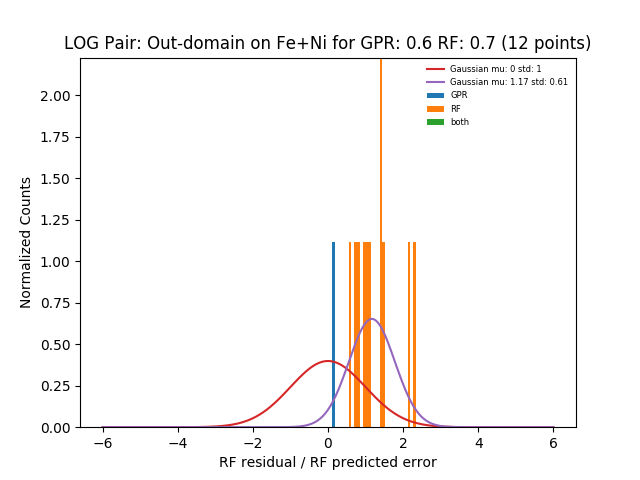 LOG Pair: Out-domain on Fe+Ni for GPR: 0.6 RF: 0.7 (12 points)
Gaussian mu: 0 std: 1
Gaussian mu: 1.17 std: 0.61
GPR
RF
both
Normalized Counts
2.00
1.75
1.50
1.25
1.00
0.75
0.50
0.25
0.00
−6
−4
−2
0
2
4
6
RF residual / RF predicted error